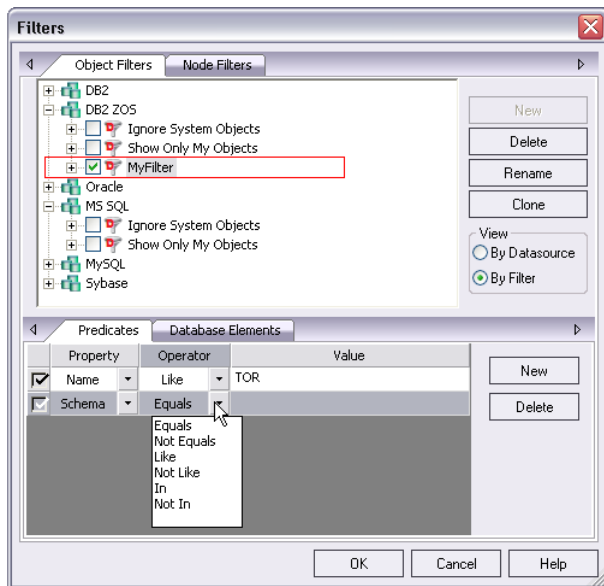 Filters
Object Filters Node Filters
DB2
DB2 ZOS
Ignore System Objects
Show Only My Objects
MyFilter
Oracle
MS SQL
Ignore System Objects
Show Only My Objects
MySQL
Sybase
New
Delete
Rename
Clone
View
By Datasource
By Filter
Predicates Database Elements
Property Operator Value
Name Like TOR
Schema Equals
Equals
Not Equals
Like
Not Like
In
Not In
New
Delete
OK Cancel Help